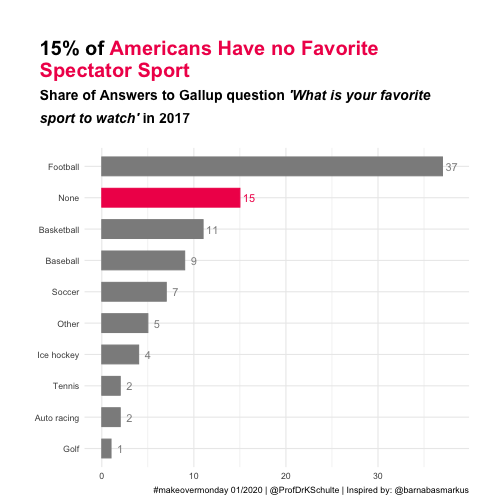 15% of Americans Have no Favorite
Spectator Sport
Share of Answers to Gallup question 'What is your favorite
sport to watch' in 2017
Football 37
None 15
Basketball 11
Baseball 9
Soccer 7
Other 5
Ice hockey 4
Tennis 2
Auto racing 2
Golf 1
0 10 20 30
#makeovermonday 01/2020 | @ProfDrKSchulte | Inspired by: @barnabasmarkus